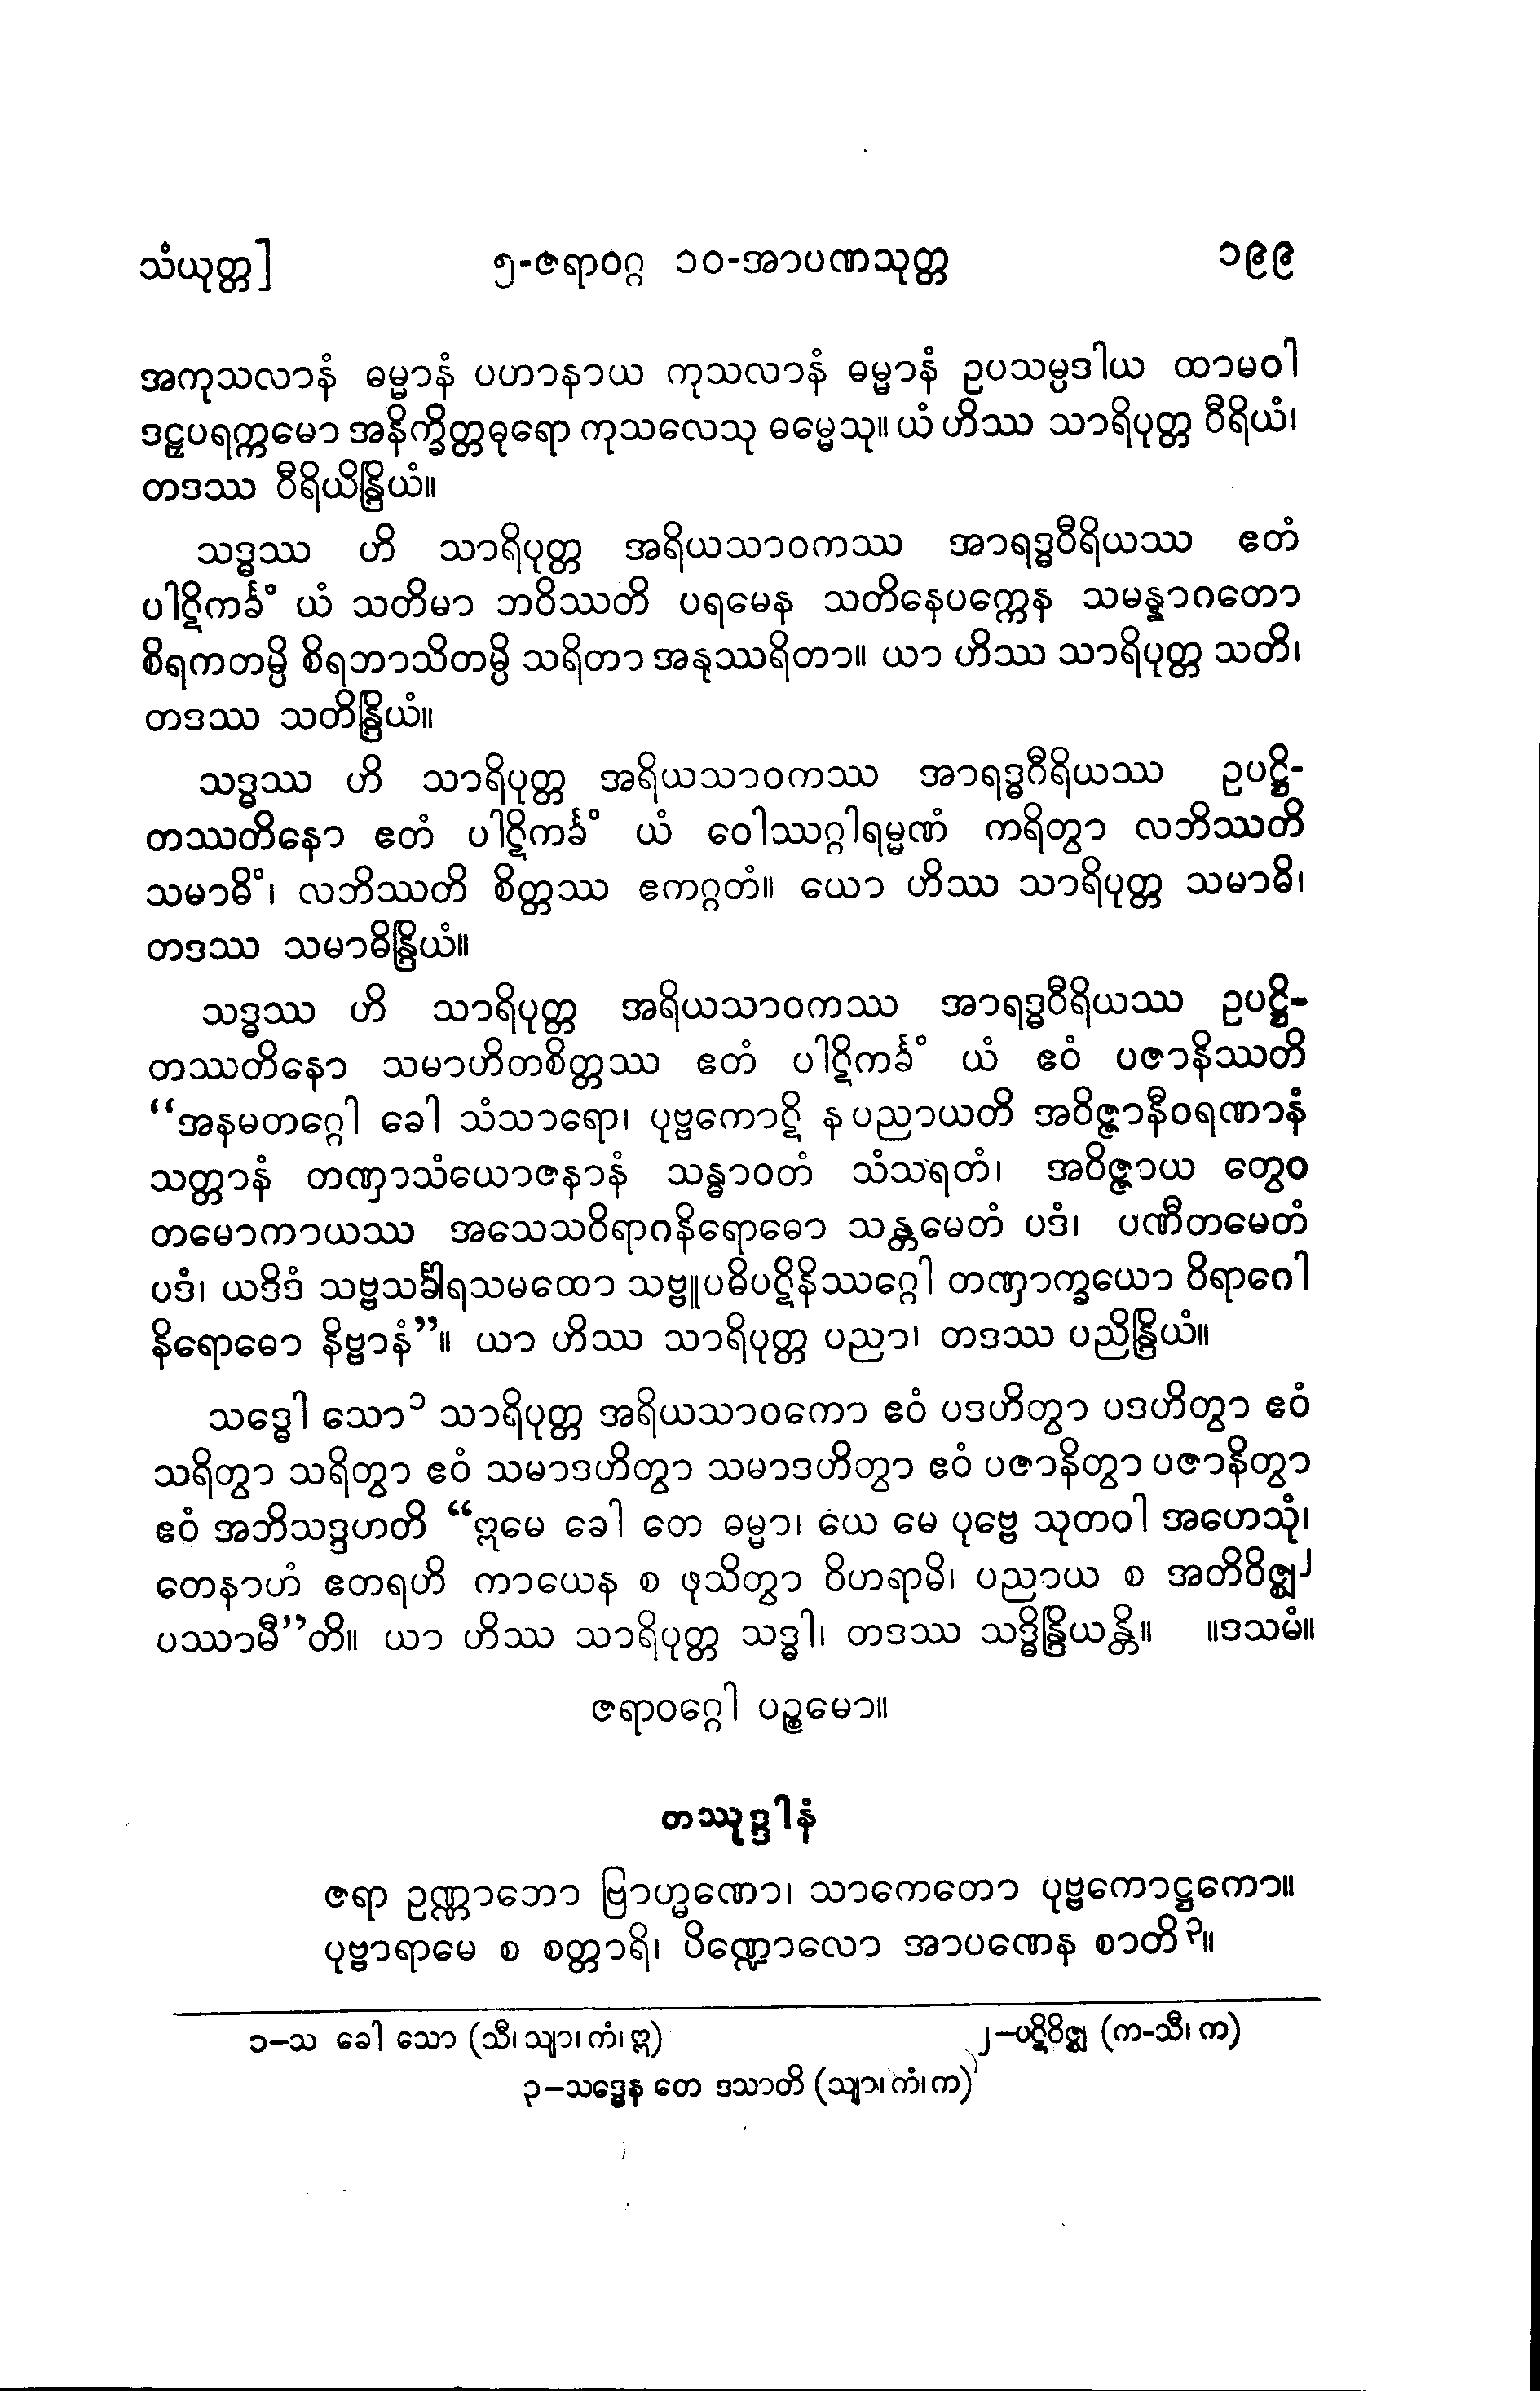 သံယုတ္တ] ၅-ဇရာဝဂ္ဂ ၁၀-အာပဏသုတ္တ ၁၉၉
အကုသလာနံ ဓမ္မာနံ ပဟာနာယ ကုသလာနံ ဓမ္မာနံ ဥပသမ္ပဒါယ ထာမဝါ
ဒဠှပရက္ကမော အနိက္ခိတ္တဓုရော ကုသလေသု ဓမ္မေသု။ ယံ ဟိဿ သာရိပုတ္တ ဝီရိယံ၊
တဒဿ ဝီရိယိန္ဒြိယံ။
သဒ္ဓဿ ဟိ သာရိပုတ္တ အရိယသာဝကဿ အာရဒ္ဓဝီရိယဿ ဧတံ
ပါဋိကင်္ခံ ယံ သတိမာ ဘဝိဿတိ ပရမေန သတိနေပက္ကေန သမန္နာဂတော
စိရကတမ္ပိ စိရဘာသိတမ္ပိ သရိတာ အနုဿရိတာ။ ယာ ဟိဿ သာရိပုတ္တ သတိ၊
တဒဿ သတိန္ဒြိယံ။
သဒ္ဓဿ ဟိ သာရိပုတ္တ အရိယသာဝကဿ အာရဒ္ဓဂီရိယဿ ဥပဋ္ဌိ-
တဿတိနော ဧတံ ပါဋိကင်္ခံ ယံ ဝေါဿဂ္ဂါရမ္မဏံ ကရိတွာ လဘိဿတိ
သမာဓိံ၊ လဘိဿတိ စိတ္တဿ ဧကဂ္ဂတံ။ ယော ဟိဿ သာရိပုတ္တ သမာဓိ၊
တဒဿ သမာဓိန္ဒြိယံ။
သဒ္ဓဿ ဟိ သာရိပုတ္တ အရိယသာဝကဿ အာရဒ္ဓဝီရိယဿ ဥပဋ္ဌိ-
တဿတိနော သမာဟိတစိတ္တဿ ဧတံ ပါဋိကင်္ခံ ယံ ဧဝံ ပဇာနိဿတိ
“အနမတဂ္ဂေါ ခေါ သံသာရော၊ ပုဗ္ဗကောဋိ န ပညာယတိ အဝိဇ္ဇာနီဝရဏာနံ
သတ္တာနံ တဏှာသံယောဇနာနံ သန္ဓာဝတံ သံသရတံ၊ အဝိဇ္ဇာယ တွေဝ
တမောကာယဿ အသေသဝိရာဂနိရောဓော သန္တမေတံ ပဒံ၊ ပဏီတမေတံ
ပဒံ၊ ယဒိဒံ သဗ္ဗသင်္ခါရသမထော သဗ္ဗူပဓိပဋိနိဿဂ္ဂေါ တဏှာက္ခယော ဝိရာဂေါ
နိရောဓော နိဗ္ဗာနံ”။ ယာ ဟိဿ သာရိပုတ္တ ပညာ၊ တဒဿ ပညိန္ဒြိယံ။
သဒ္ဓေါ သော၁ သာရိပုတ္တ အရိယသာဝကော ဧဝံ ပဒဟိတွာ ပဒဟိတွာ ဧဝံ
သရိတွာ သရိတွာ ဧဝံ သမာဒဟိတွာ သမာဒဟိတွာ ဧဝံ ပဇာနိတွာ ပဇာနိတွာ
ဧဝံ အဘိသဒ္ဒဟတိ “ဣမေ ခေါ တေ ဓမ္မာ၊ ယေ မေ ပုဗ္ဗေ သုတဝါ အဟေသုံ၊
တေနာဟံ ဧတရဟိ ကာယေန စ ဖုသိတွာ ဝိဟရာမိ၊ ပညာယ စ အတိဝိဇ္ဈ၂
ပဿာမီ”တိ။ ယာ ဟိဿ သာရိပုတ္တ သဒ္ဓါ၊ တဒဿ သဒ္ဓိန္ဒြိယန္တိ။ ။ဒသမံ။
ဇရာဝဂ္ဂေါ ပဉ္စမော။
တဿုဒ္ဒါနံ
ဇရာ ဥဏ္ဏာဘော ဗြာဟ္မဏော၊ သာကေတော ပုဗ္ဗကောဋ္ဌကော။
ပုဗ္ဗာရာမေ စ စတ္တာရိ၊ ပိဏ္ဍောလော အာပဏေန စာတိ၃။
၁–သ ခေါ သော (သီ၊ သျာ၊ ကံ၊ ဣ) ၂–ပဋိဝိဇ္ဈ (က-သီ၊ က)
၃–သဒ္ဓေန တေ ဒသာတိ (သျာ၊ ကံ၊ က)